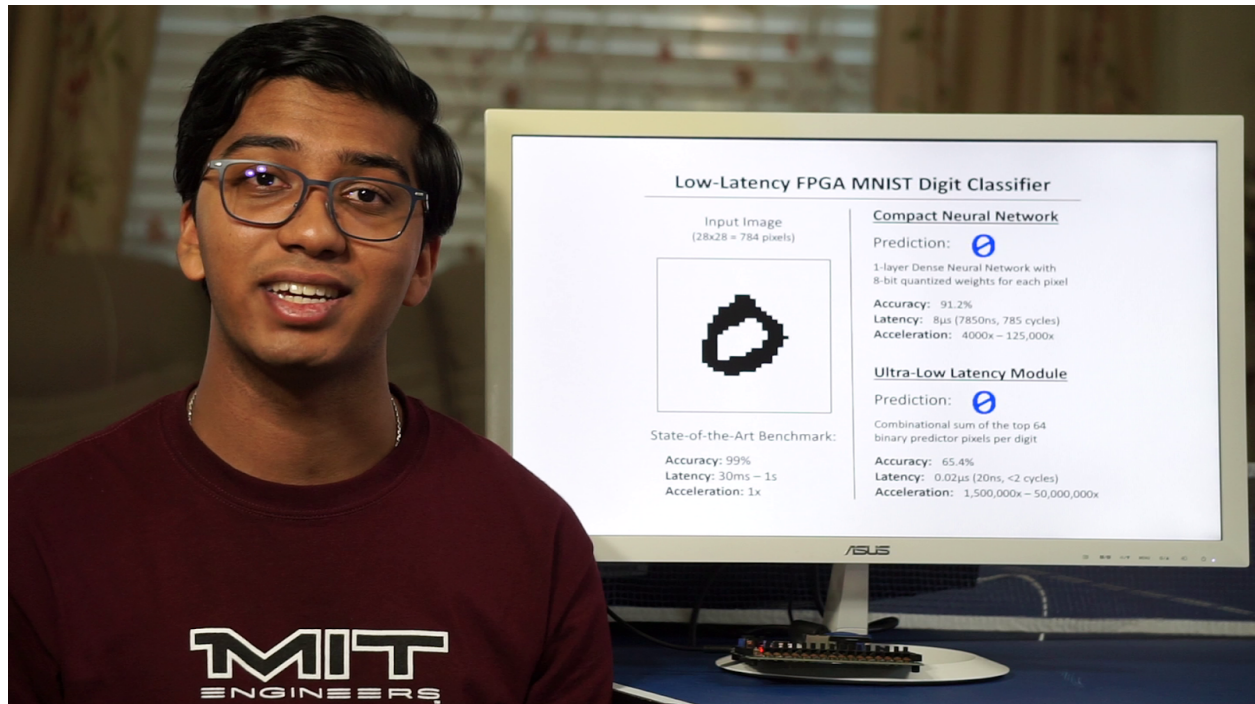 Low-Latency FPGA MNIST Digit Classifier
Input Image
(28x28 = 784 pixels)
State-of-the-Art Benchmark:
Accuracy: 99%
Latency: 30ms – 1s
Acceleration: 1x
Compact Neural Network
Prediction: 0
1-layer Dense Neural Network with
8-bit quantized weights for each pixel
Accuracy: 91.2%
Latency: 8µs (7850ns, 785 cycles)
Acceleration: 4000x – 125,000x
Ultra-Low Latency Module
Prediction: 0
Combinational sum of the top 64
binary predictor pixels per digit
Accuracy: 65.4%
Latency: 0.02µs (20ns, <2 cycles)
Acceleration: 1,500,000x – 50,000,000x
ASUS
MIT
ENGINEERS